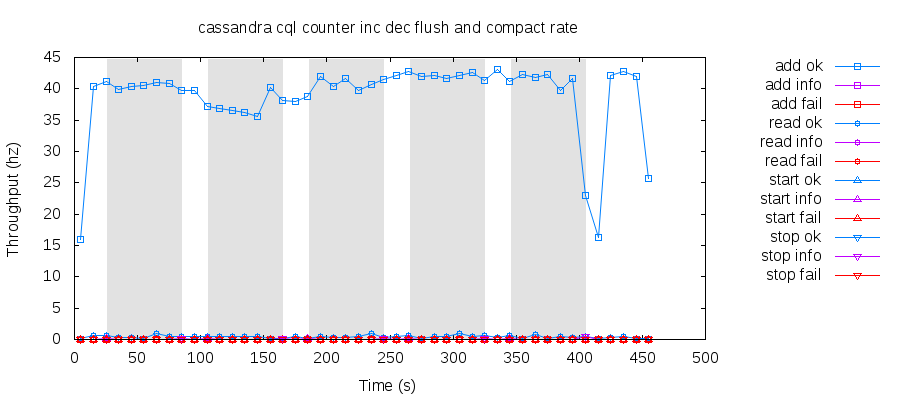 cassandra cql counter inc dec flush and compact rate
Throughput (hz)
45
40
35
30
25
20
15
10
5
0
0 50 100 150 200 250 300 350 400 450 500
Time (s)
add ok
add info
add fail
read ok
read info
read fail
start ok
start info
start fail
stop ok
stop info
stop fail